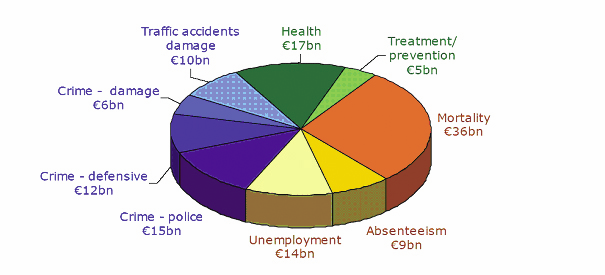 Traffic accidents
damage
€10bn
Health
€17bn
Treatment/
prevention
€5bn
Crime -  damage
€6bn
Mortality
€36bn
Crime - defensive
€12bn
Crime - police
€15bn
Unemployment
€14bn
Absenteeism
€9bn